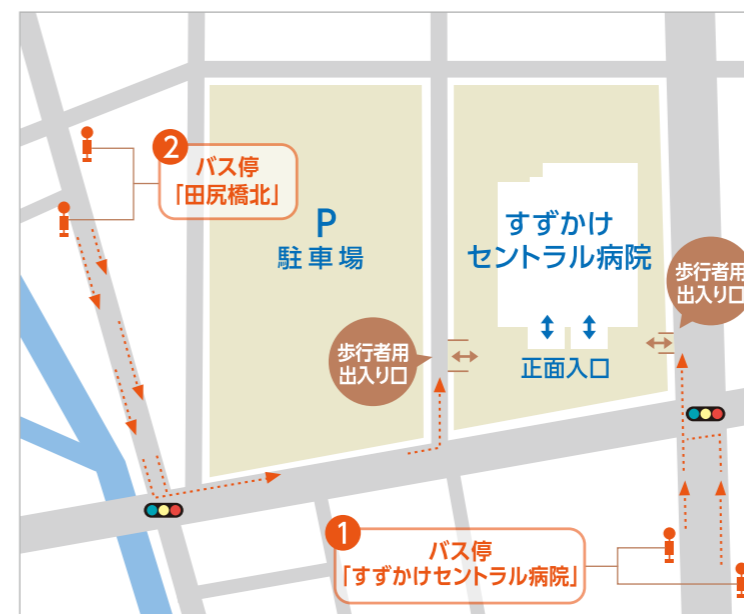 2
バス停
「田尻橋北」
P
駐車場
すずかけ
セントラル病院
歩行者用
出入り口
歩行者用
出入り口
正面入口
1
バス停
「すずかけセントラル病院」